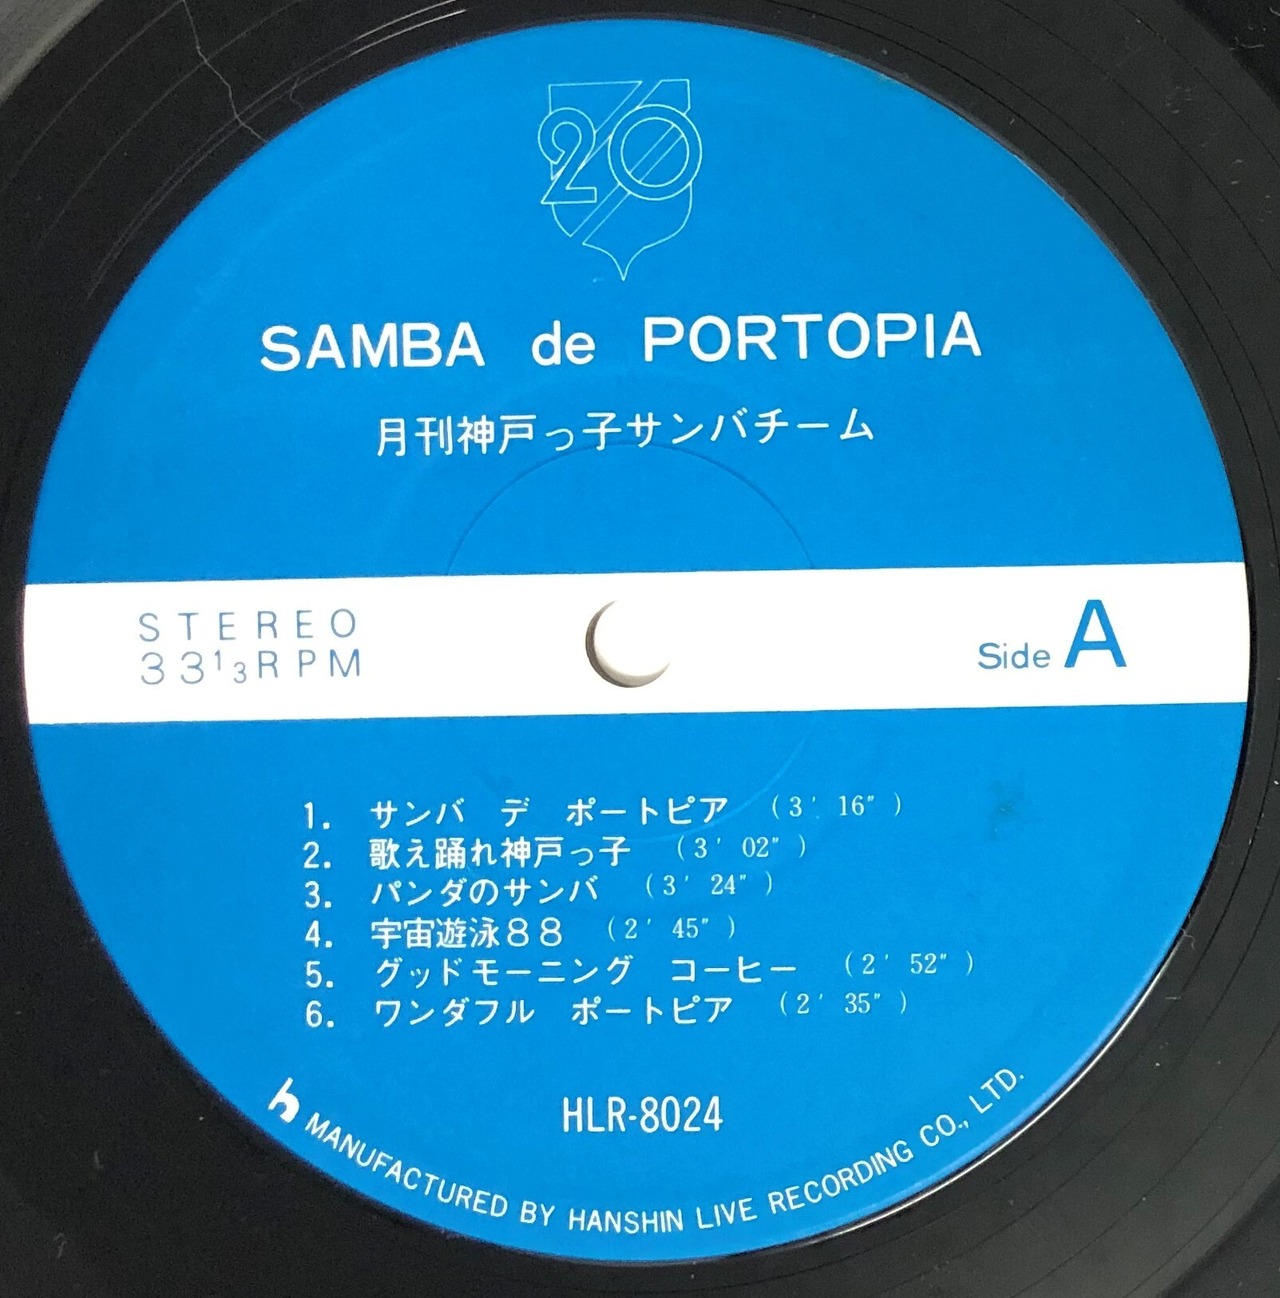 20
SAMBA de PORTOPIA
月刊神戸っ子サンバチーム
STEREO
33 1/3 RPM
Side A
1. サンバ デ ポートピア (3' 16")
2. 歌え踊れ神戸っ子 (3' 02")
3. パンダのサンバ (3' 24")
4. 宇宙遊泳88 (2' 45")
5. グッドモーニング コーヒー (2' 52")
6. ワンダフル ポートピア (2' 35")
HLR-8024
h MANUFACTURED BY HANSHIN LIVE RECORDING CO., LTD.